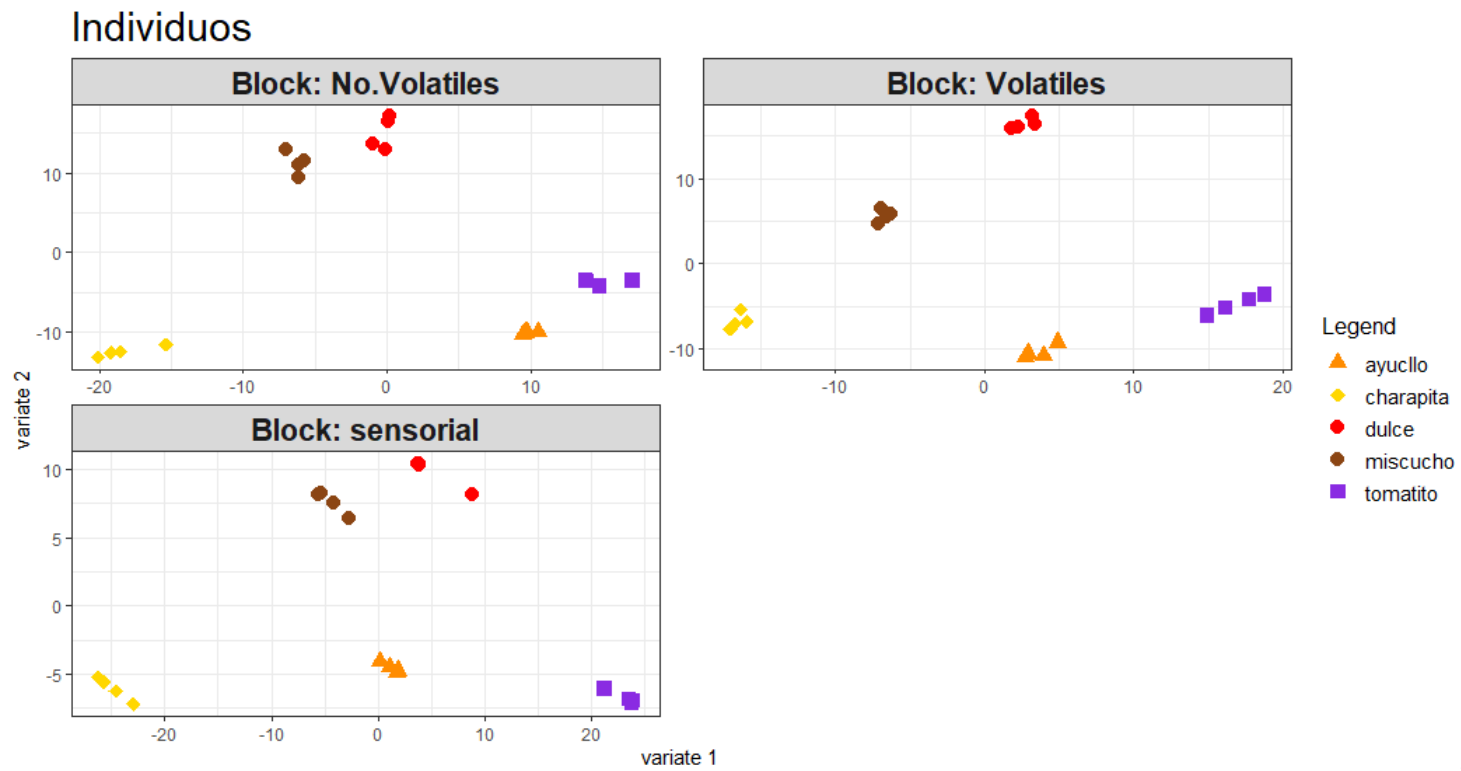 Individuos
Block: No.Volatiles
10
0
-10
-20
-10
0
10
Block: Volatiles
10
0
-10
-10
0
10
20
Block: sensorial
10
5
0
-5
-20
-10
0
10
20
variate 2
variate 1
Legend
ayucllo
charapita
dulce
miscucho
tomatito